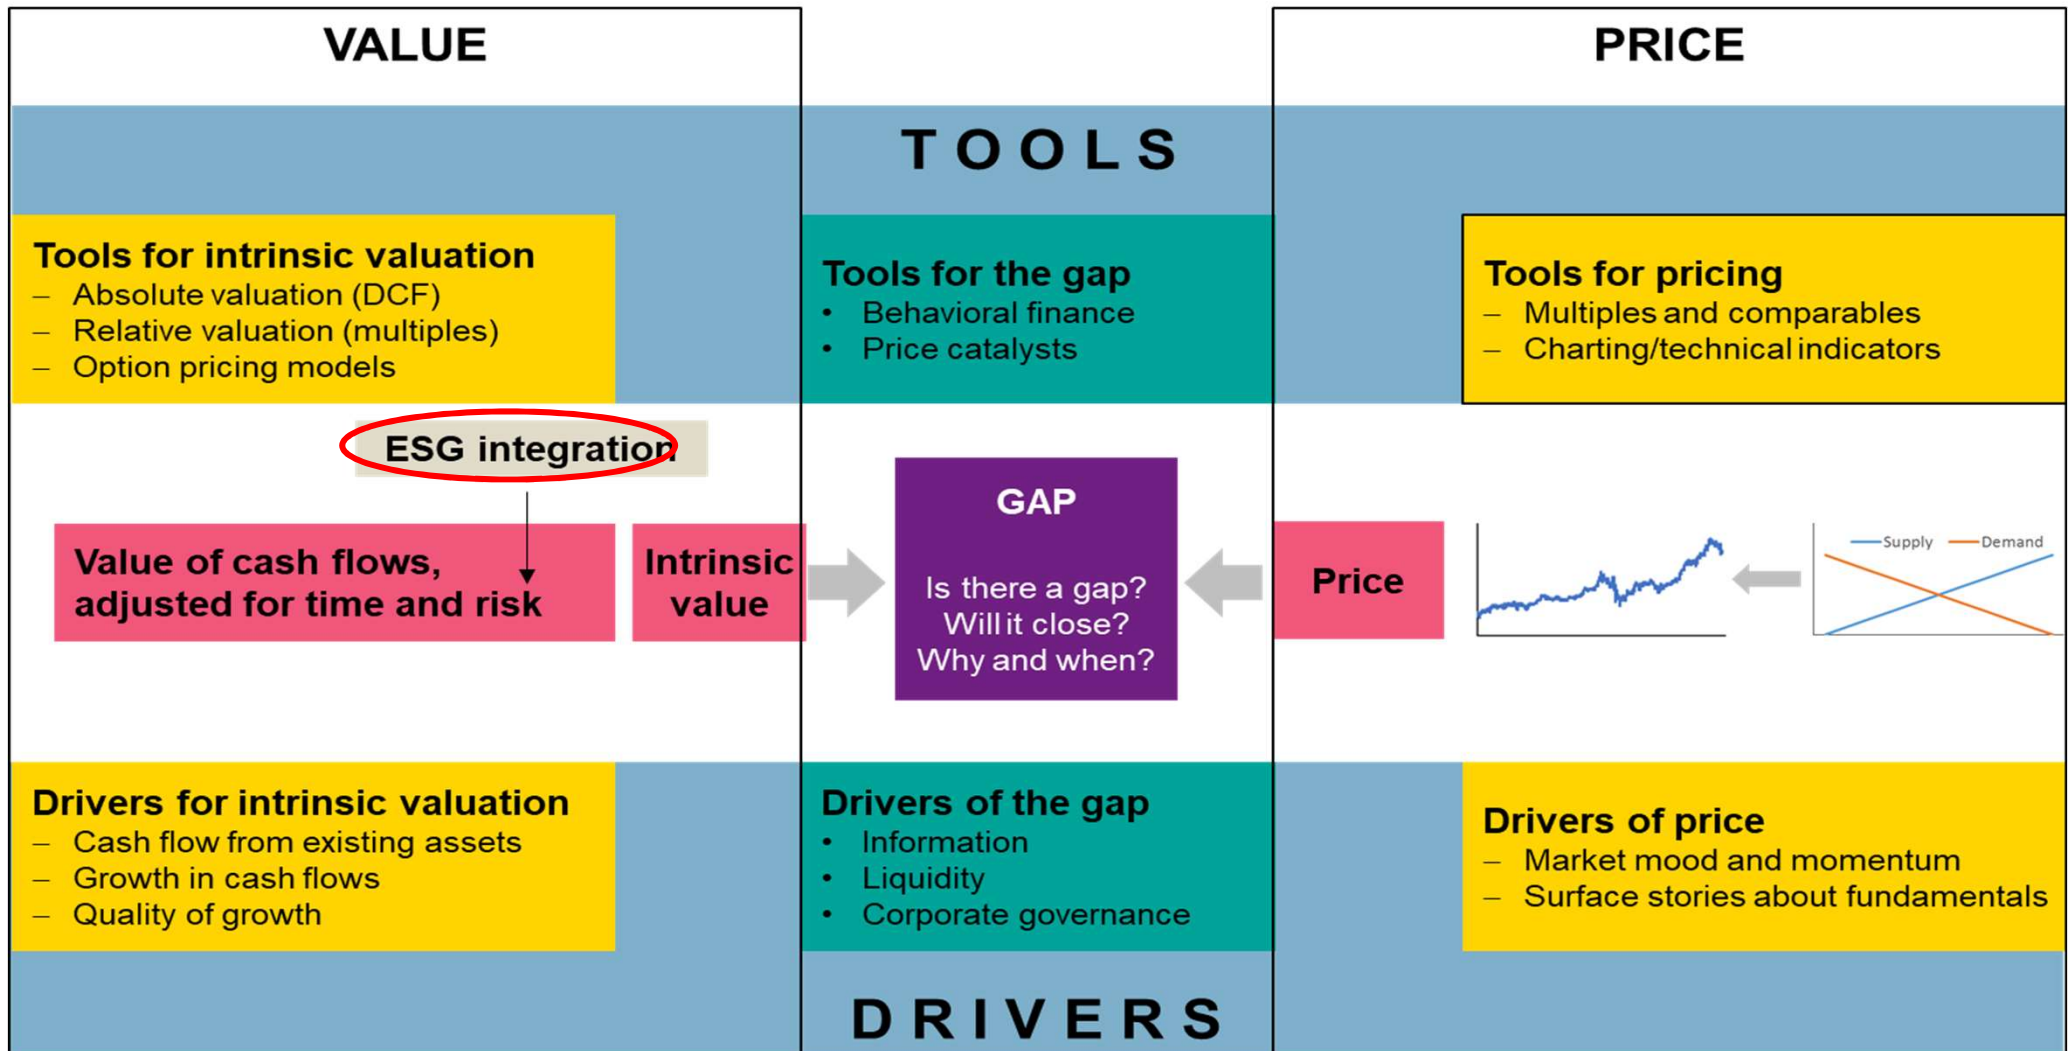 VALUE
PRICE
TOOLS
Tools for intrinsic valuation
– Absolute valuation (DCF)
– Relative valuation (multiples)
– Option pricing models
Tools for the gap
• Behavioral finance
• Price catalysts
Tools for pricing
– Multiples and comparables
– Charting/technical indicators
ESG integration
Value of cash flows,
adjusted for time and risk
Intrinsic
value
GAP
Is there a gap?
Will it close?
Why and when?
Price
Supply
Demand
Drivers for intrinsic valuation
– Cash flow from existing assets
– Growth in cash flows
– Quality of growth
Drivers of the gap
• Information
• Liquidity
• Corporate governance
Drivers of price
– Market mood and momentum
– Surface stories about fundamentals
DRIVERS